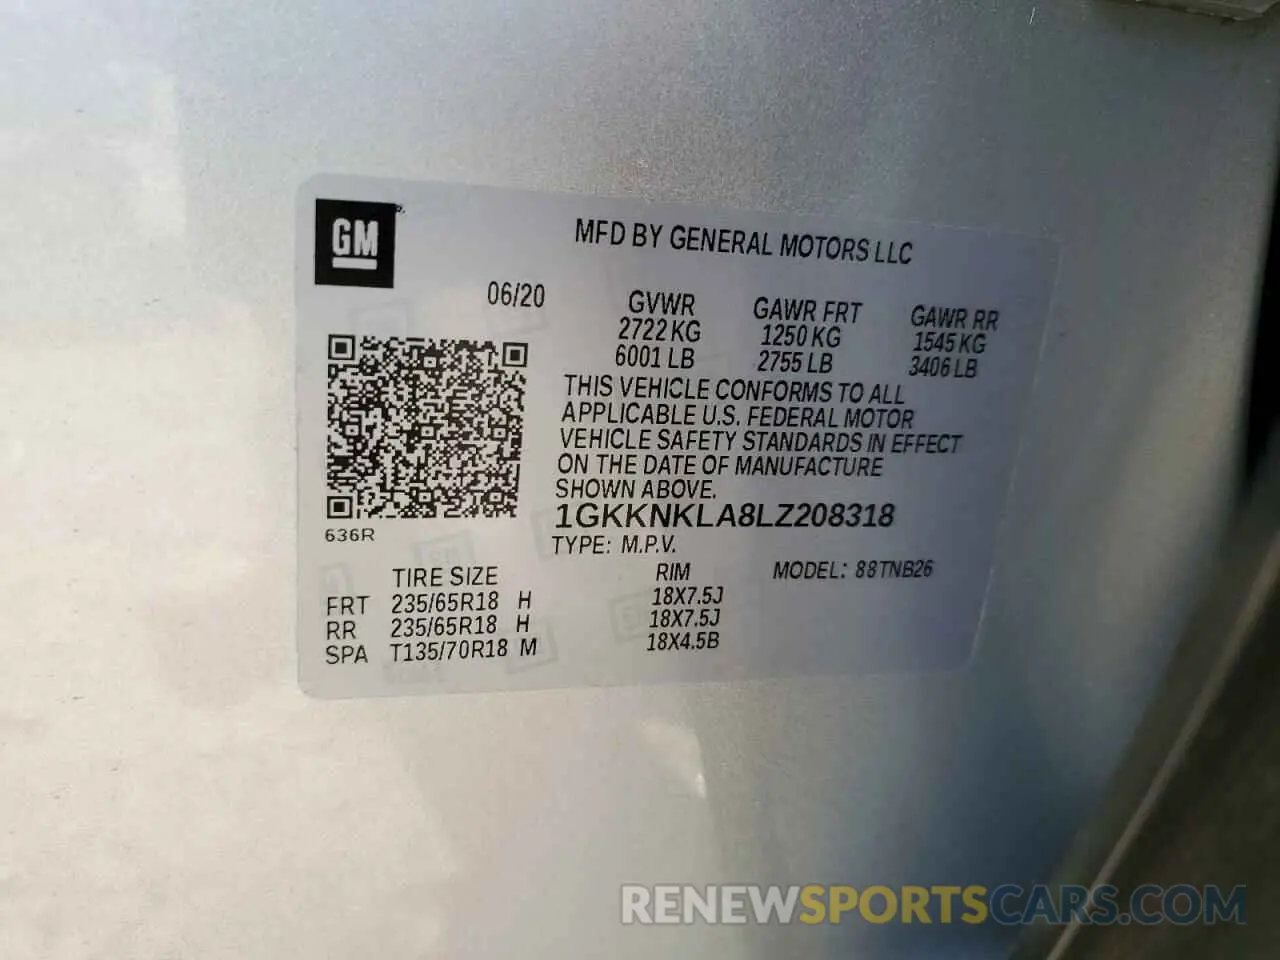 GM
MFD BY GENERAL MOTORS LLC
06/20
GVWR GAWR FRT GAWR RR
2722 KG 1250 KG 1545 KG
6001 LB 2755 LB 3406 LB
THIS VEHICLE CONFORMS TO ALL
APPLICABLE U.S. FEDERAL MOTOR
VEHICLE SAFETY STANDARDS IN EFFECT
ON THE DATE OF MANUFACTURE
SHOWN ABOVE.
1GKKNKLA8LZ208318
636R
TYPE: M.P.V.
TIRE SIZE RIM MODEL: 88TNB26
FRT 235/65R18 H 18X7.5J
RR 235/65R18 H 18X7.5J
SPA T135/70R18 M 18X4.5B
RENEWSPORTSCARS.COM